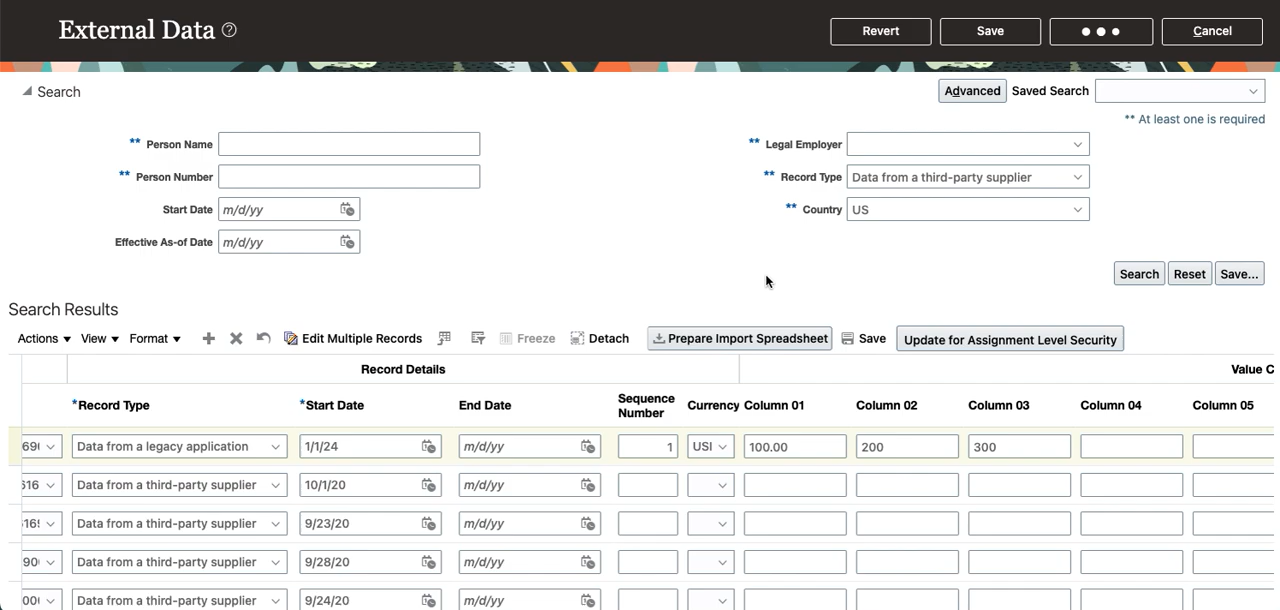 External Data
Revert Save Cancel
Search
Advanced Saved Search
** At least one is required
** Person Name ** Legal Employer
** Person Number ** Record Type Data from a third-party supplier
Start Date m/d/yy ** Country US
Effective As-of Date m/d/yy
Search Reset Save...
Search Results
Actions View Format Edit Multiple Records Freeze Detach Prepare Import Spreadsheet Save Update for Assignment Level Security
Record Details Value C
*Record Type *Start Date End Date Sequence Number Currency Column 01 Column 02 Column 03 Column 04 Column 05
Data from a legacy application 1/1/24 m/d/yy 1 100.00 200 300
Data from a third-party supplier 10/1/20 m/d/yy
Data from a third-party supplier 9/23/20 m/d/yy
Data from a third-party supplier 9/28/20 m/d/yy
Data from a third-party supplier 9/24/20 m/d/yy